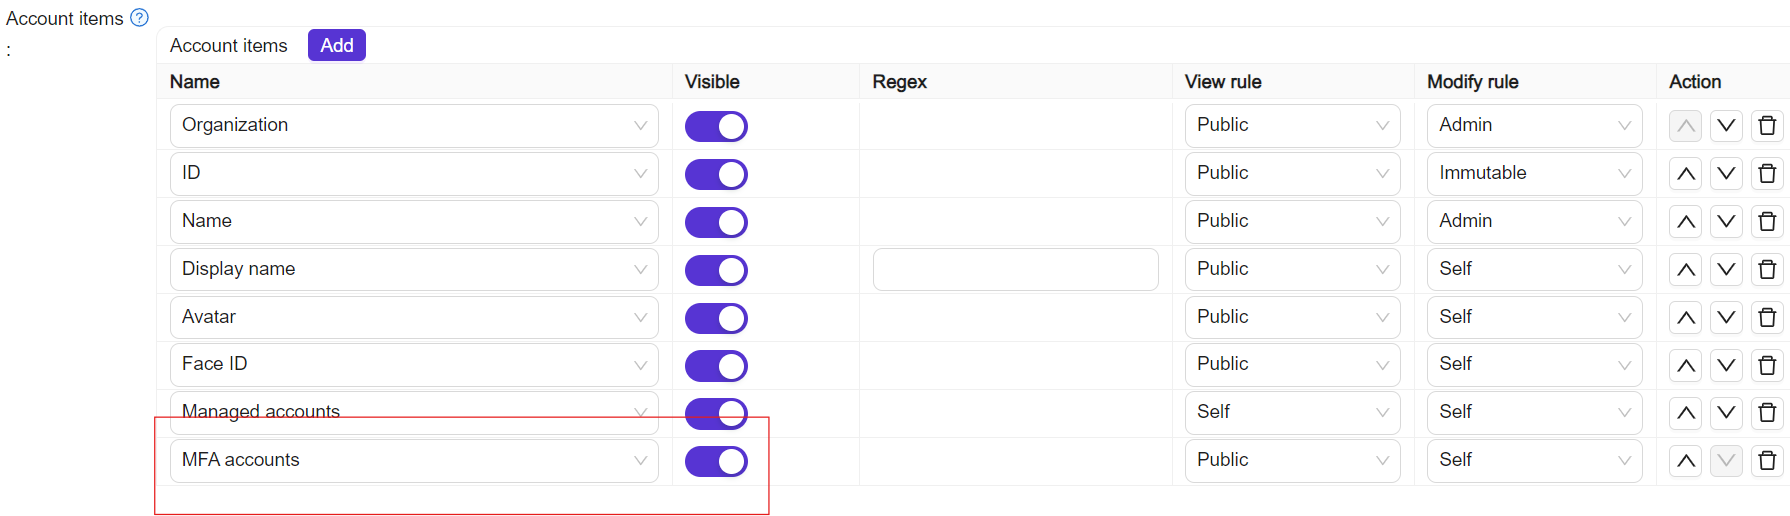 Account items
:
Account items Add
Name Visible Regex View rule Modify rule Action
Organization Public Admin
ID Public Immutable
Name Public Admin
Display name Public Self
Avatar Public Self
Face ID Public Self
Managed accounts Self Self
MFA accounts Public Self